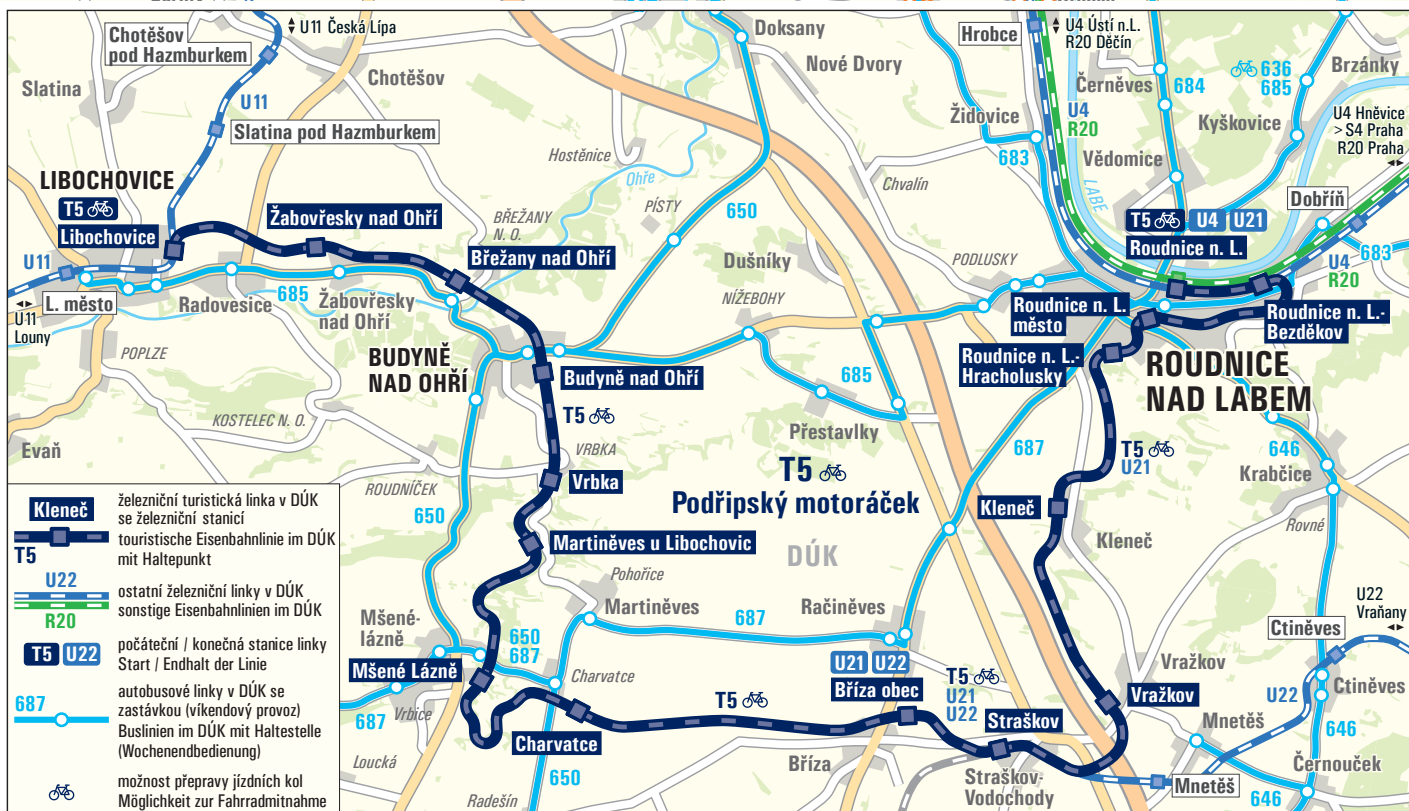 U11 Česká Lípa
Chotěšov
pod Hazmburkem
Chotěšov
Slatina
U11
Slatina pod Hazmburkem
Doksany
Nové Dvory
Hrobce
U4 Ústí n.L.
R20 Děčín
Černěves
684
636
685
Brzánky
U4
R20
Kyškovice
U4 Hněvice
> S4 Praha
R20 Praha
Židovice
683
Vědomice
LABE
Hostěnice
Ohře
Chvalín
LIBOCHOVICE
T5
Libochovice
Žabovřesky nad Ohří
BŘEŽANY
N. O.
PÍSTY
650
Břežany nad Ohří
T5 U4 U21
Roudnice n. L.
Dobříň
683
U4
R20
U11
L. město
U11
Louny
Radovesice
685
Žabovřesky
nad Ohří
Dušníky
NÍŽEBOHY
PODLUSKY
Roudnice n. L.
město
Roudnice n. L.-
Bezděkov
POPLZE
BUDYNĚ
NAD OHŘÍ
Budyně nad Ohří
Roudnice n. L.-
Hracholusky
ROUDNICE
NAD LABEM
685
T5
Přestavlky
KOSTELEC N. O.
Evaň
VRBKA
Vrbka
T5
Podřipský motoráček
687
T5
U21
646
Krabčice
Rovné
ROUDNÍČEK
650
Kleneč
Kleneč
Martiněves u Libochovic
DÚK
Pohořice
Martiněves
687
Račiněves
U22
Vraňany
Ctiněves
Mšené-
lázně
650
687
Mšené Lázně
Charvatce
U21 U22
Bříza obec
T5
U21
U22
Vražkov
Vražkov
U22
Ctiněves
687
Vrbice
T5
Straškov
Mnetěš
646
Charvatce
Loucká
650
Radešín
Bříza
Straškov-
Vodochody
Mnetěš
Černouček
646
Kleneč
T5
železniční turistická linka v DÚK
se železniční stanicí
touristische Eisenbahnlinie im DÚK
mit Haltepunkt
U22
R20
ostatní železniční linky v DÚK
sonstige Eisenbahnlinien im DÚK
T5 U22
počáteční / konečná stanice linky
Start / Endhalt der Linie
687
autobusové linky v DÚK se
zastávkou (víkendový provoz)
Buslinien im DÚK mit Haltestelle
(Wochenendbedienung)
možnost přepravy jízdních kol
Möglichkeit zur Fahrradmitnahme